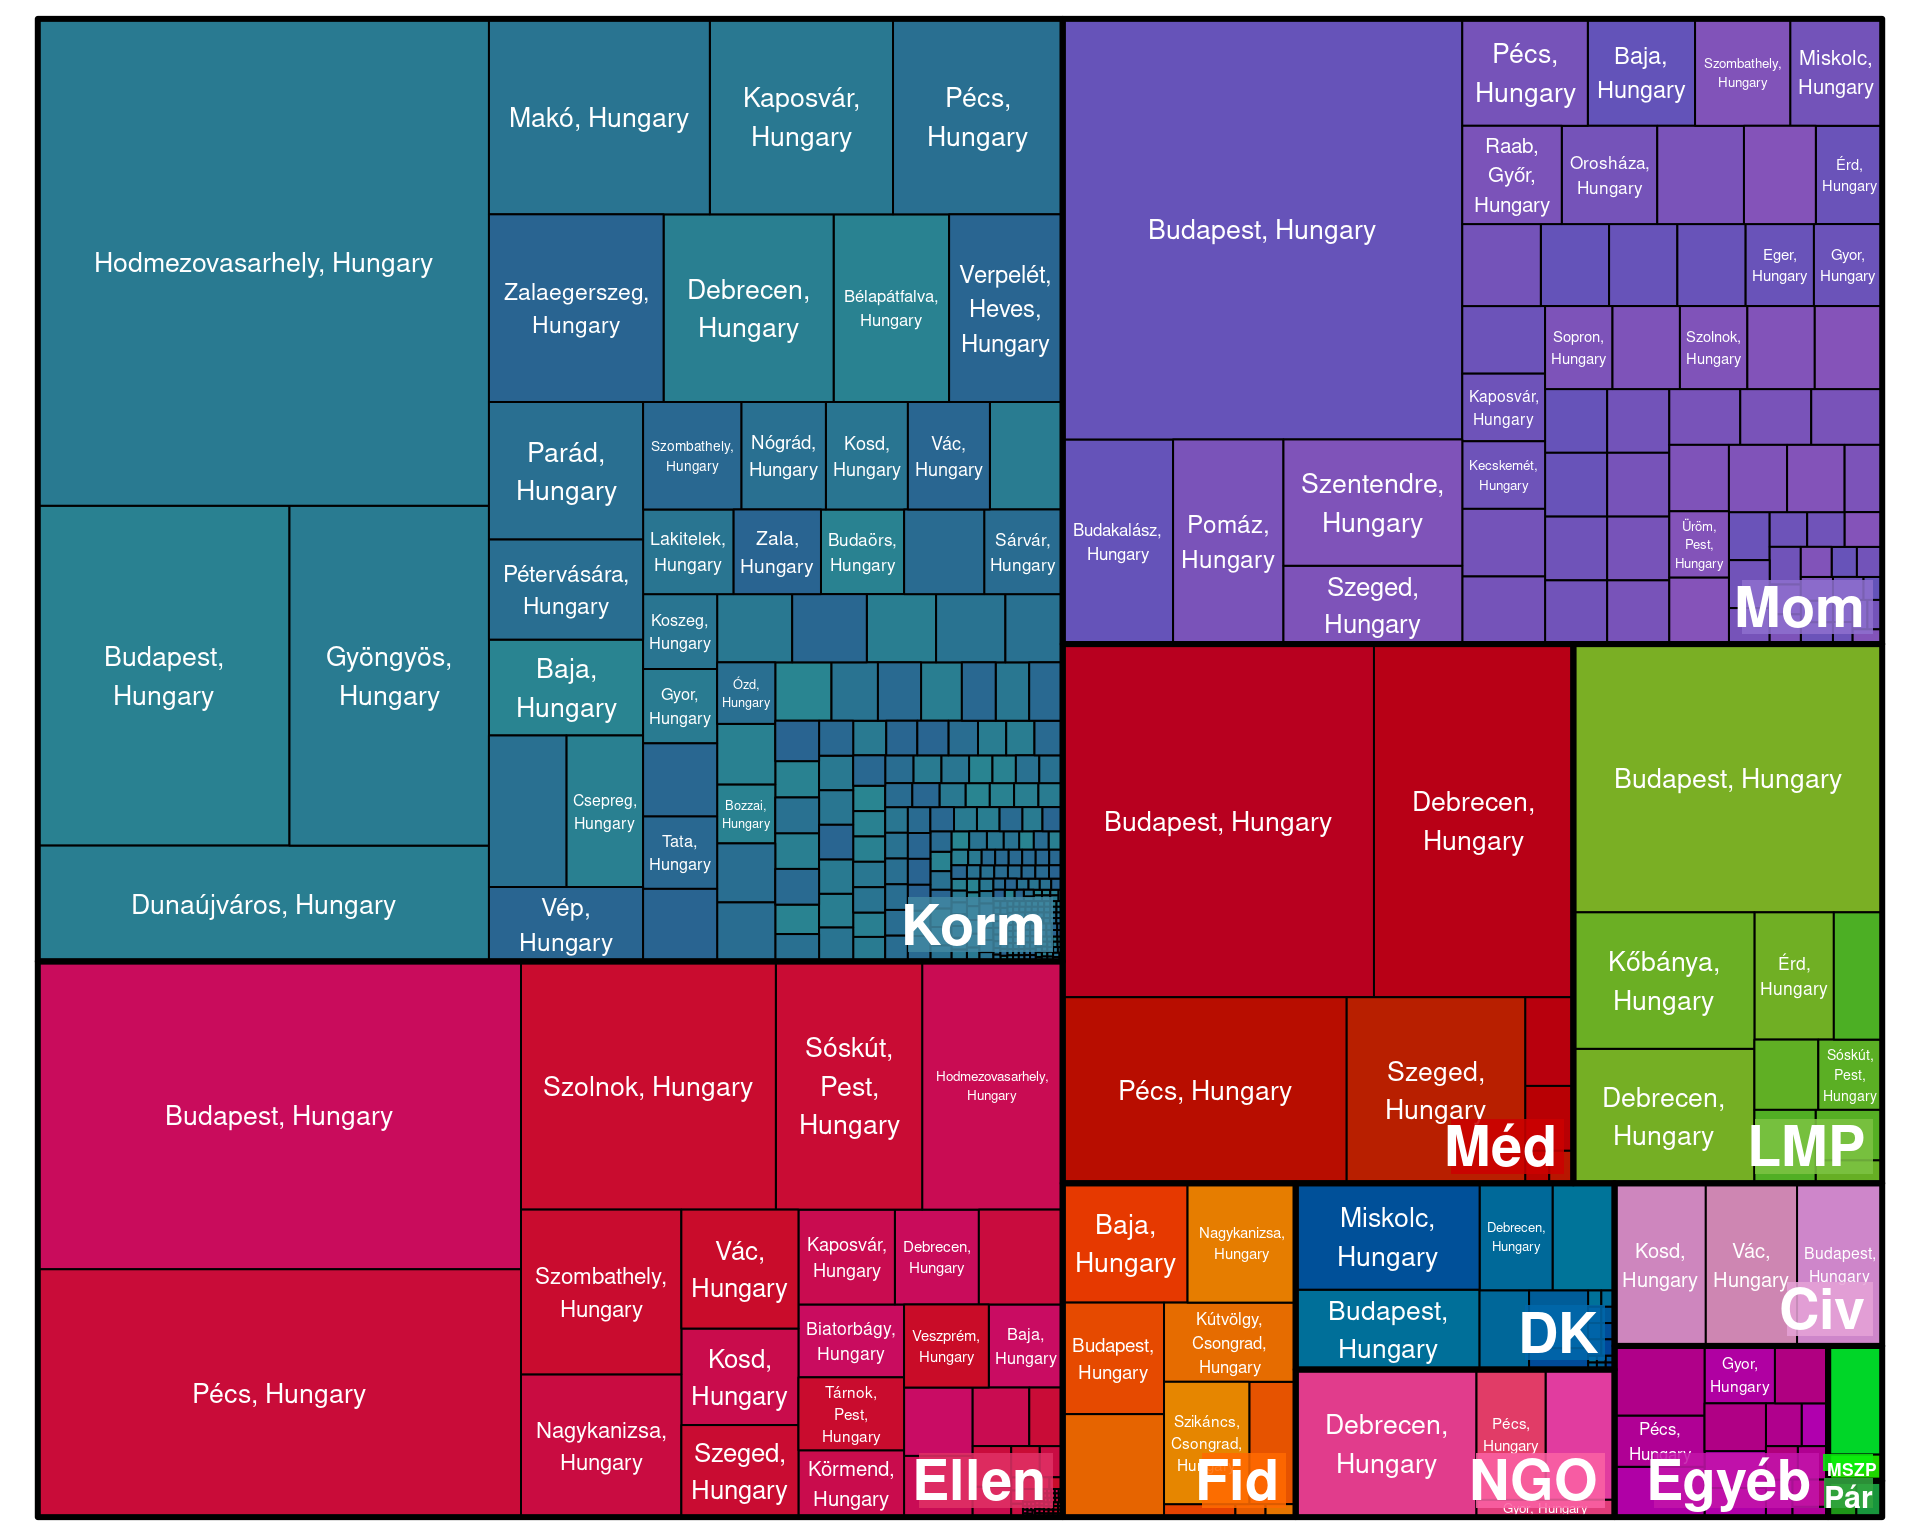 Hodmezovasarhely, Hungary
Makó, Hungary
Kaposvár,
Hungary
Pécs,
Hungary
Zalaegerszeg,
Hungary
Debrecen,
Hungary
Bélapátfalva,
Hungary
Verpelét,
Heves,
Hungary
Parád,
Hungary
Szombathely,
Hungary
Nógrád,
Hungary
Kosd,
Hungary
Vác,
Hungary
Lakitelek,
Hungary
Zala,
Hungary
Budaörs,
Hungary
Sárvár,
Hungary
Pétervására,
Hungary
Koszeg,
Hungary
Budapest,
Hungary
Gyöngyös,
Hungary
Baja,
Hungary
Gyor,
Hungary
Ózd,
Hungary
Csepreg,
Hungary
Bozzai,
Hungary
Tata,
Hungary
Dunaújváros, Hungary
Vép,
Hungary
Korm
Budapest, Hungary
Pécs,
Hungary
Baja,
Hungary
Szombathely,
Hungary
Miskolc,
Hungary
Raab,
Győr,
Hungary
Orosháza,
Hungary
Érd,
Hungary
Eger,
Hungary
Gyor,
Hungary
Sopron,
Hungary
Szolnok,
Hungary
Kaposvár,
Hungary
Kecskemét,
Hungary
Budakalász,
Hungary
Pomáz,
Hungary
Szentendre,
Hungary
Szeged,
Hungary
Üröm,
Pest,
Hungary
Mom
Budapest, Hungary
Debrecen,
Hungary
Pécs, Hungary
Szeged,
Hungary
Méd
Budapest, Hungary
Kőbánya,
Hungary
Érd,
Hungary
Debrecen,
Hungary
Sóskút,
Pest,
Hungary
LMP
Budapest, Hungary
Szolnok, Hungary
Sóskút,
Pest,
Hungary
Hodmezovasarhely,
Hungary
Pécs, Hungary
Szombathely,
Hungary
Vác,
Hungary
Kaposvár,
Hungary
Debrecen,
Hungary
Kosd,
Hungary
Biatorbágy,
Hungary
Veszprém,
Hungary
Baja,
Hungary
Nagykanizsa,
Hungary
Tárnok,
Pest,
Hungary
Szeged,
Hungary
Körmend,
Hungary
Ellen
Baja,
Hungary
Nagykanizsa,
Hungary
Budapest,
Hungary
Kútvölgy,
Csongrad,
Hungary
Szikáncs,
Csongrad,
Hungary
Fid
Miskolc,
Hungary
Debrecen,
Hungary
Budapest,
Hungary
DK
Debrecen,
Hungary
Pécs,
Hungary
Gyor, Hungary
NGO
Kosd,
Hungary
Vác,
Hungary
Budapest,
Hungary
Civ
Gyor,
Hungary
Pécs,
Hungary
Egyéb
MSZP
Pár